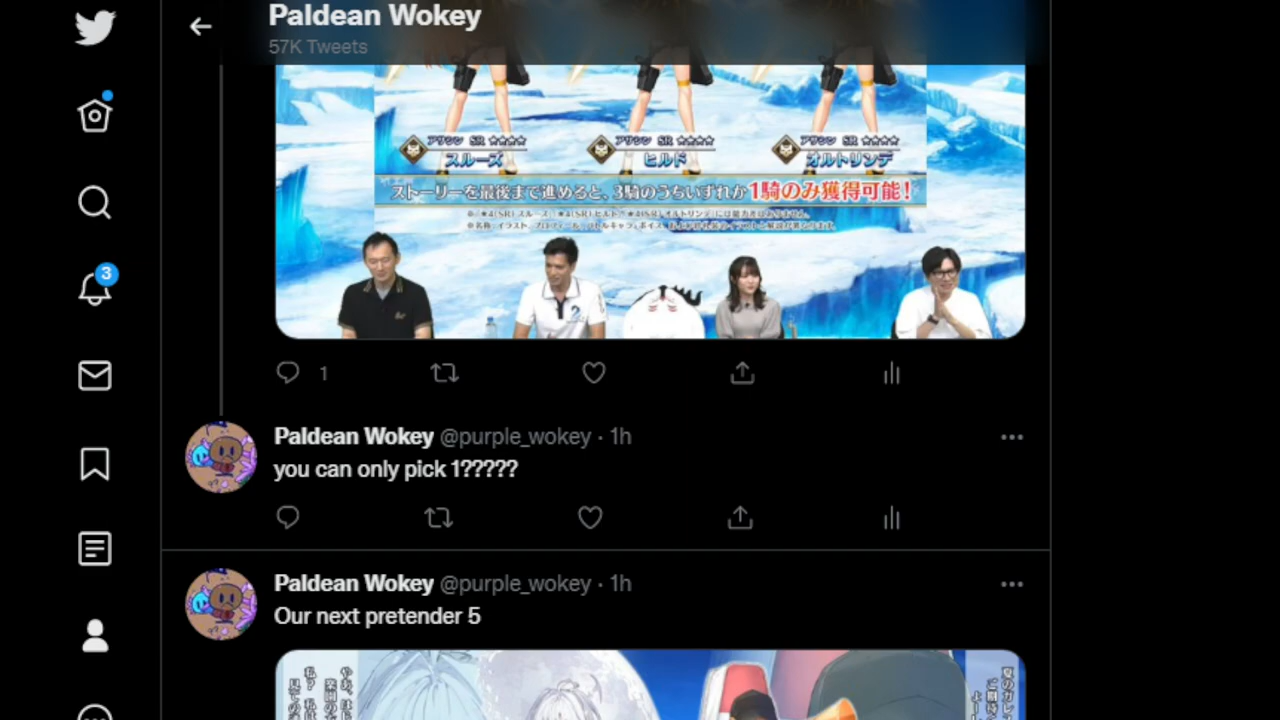 Paldean Wokey
57K Tweets
アサシン SR ★★★★
スルーズ
アサシン SR ★★★★
ヒルド
アサシン SR ★★★★
オルトリンデ
ストーリーを最後まで進めると、3騎のうちいずれか1騎のみ獲得可能!
3
1
Paldean Wokey @purple_wokey · 1h
you can only pick 1?????
Paldean Wokey @purple_wokey · 1h
Our next pretender 5